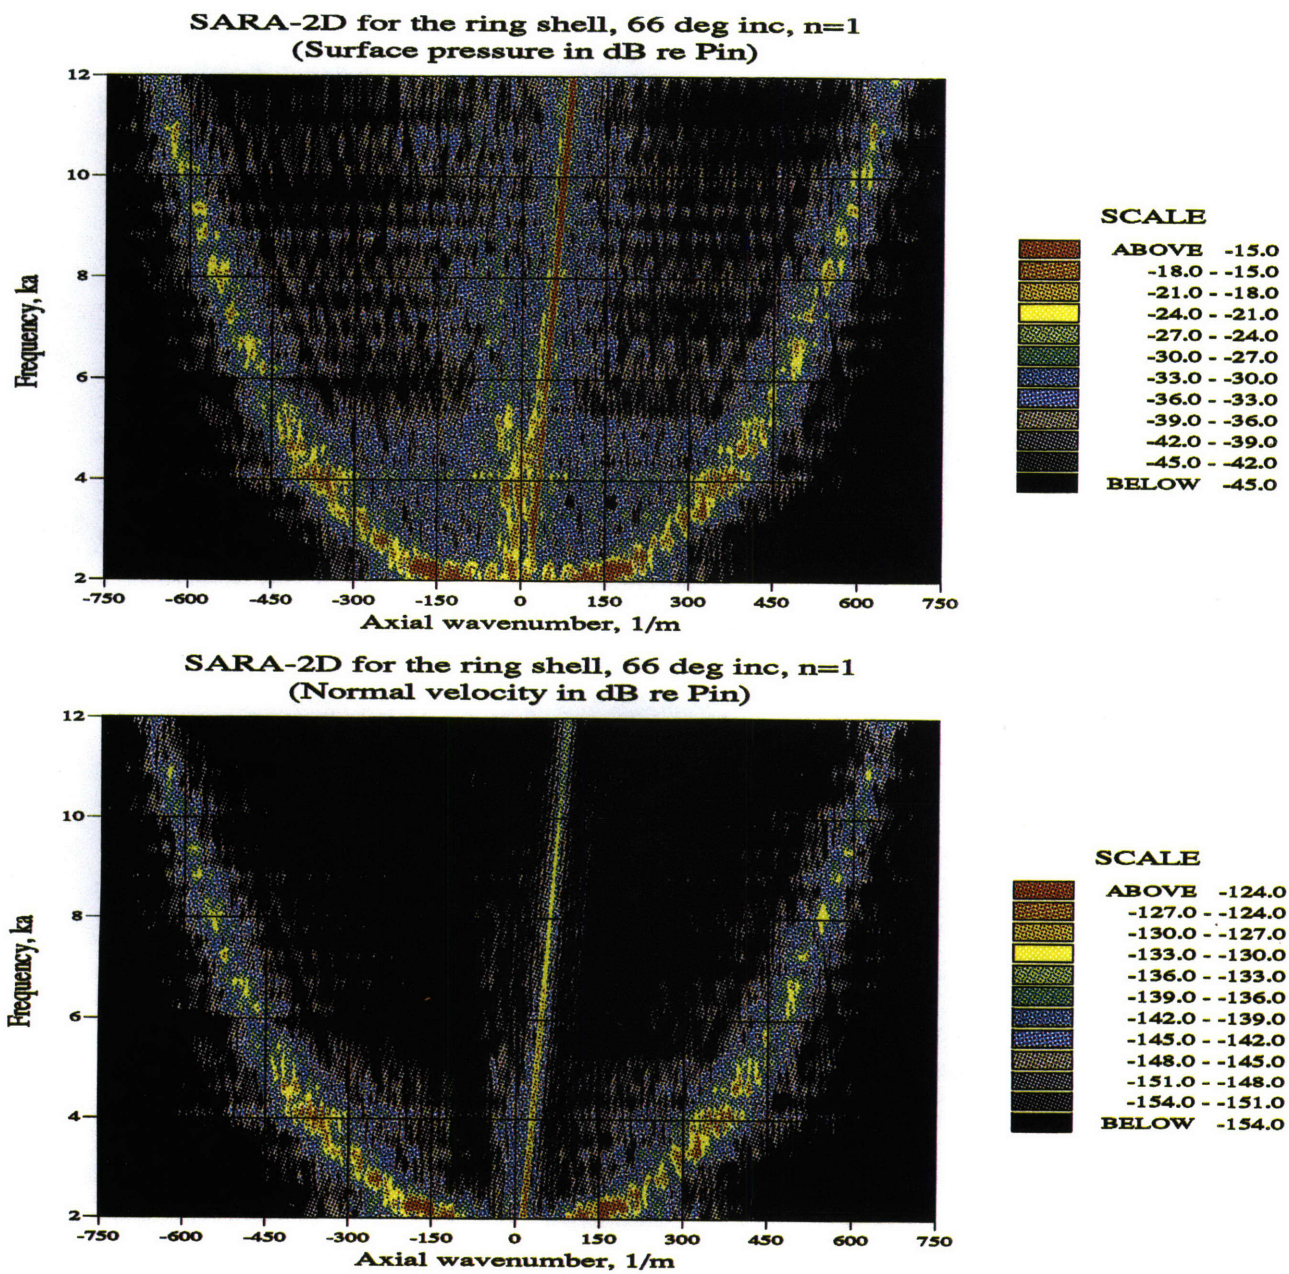 SARA-2D for the ring shell, 66 deg inc, n=1
(Surface pressure in dB re Pin)
12
10
8
6
4
2
Frequency, ka
-750 -600 -450 -300 -150 0 150 300 450 600 750
Axial wavenumber, 1/m
SCALE
ABOVE -15.0
-18.0 - -15.0
-21.0 - -18.0
-24.0 - -21.0
-27.0 - -24.0
-30.0 - -27.0
-33.0 - -30.0
-36.0 - -33.0
-39.0 - -36.0
-42.0 - -39.0
-45.0 - -42.0
BELOW -45.0
SARA-2D for the ring shell, 66 deg inc, n=1
(Normal velocity in dB re Pin)
12
10
8
6
4
2
Frequency, ka
-750 -600 -450 -300 -150 0 150 300 450 600 750
Axial wavenumber, 1/m
SCALE
ABOVE -124.0
-127.0 - -124.0
-130.0 - -127.0
-133.0 - -130.0
-136.0 - -133.0
-139.0 - -136.0
-142.0 - -139.0
-145.0 - -142.0
-148.0 - -145.0
-151.0 - -148.0
-154.0 - -151.0
BELOW -154.0